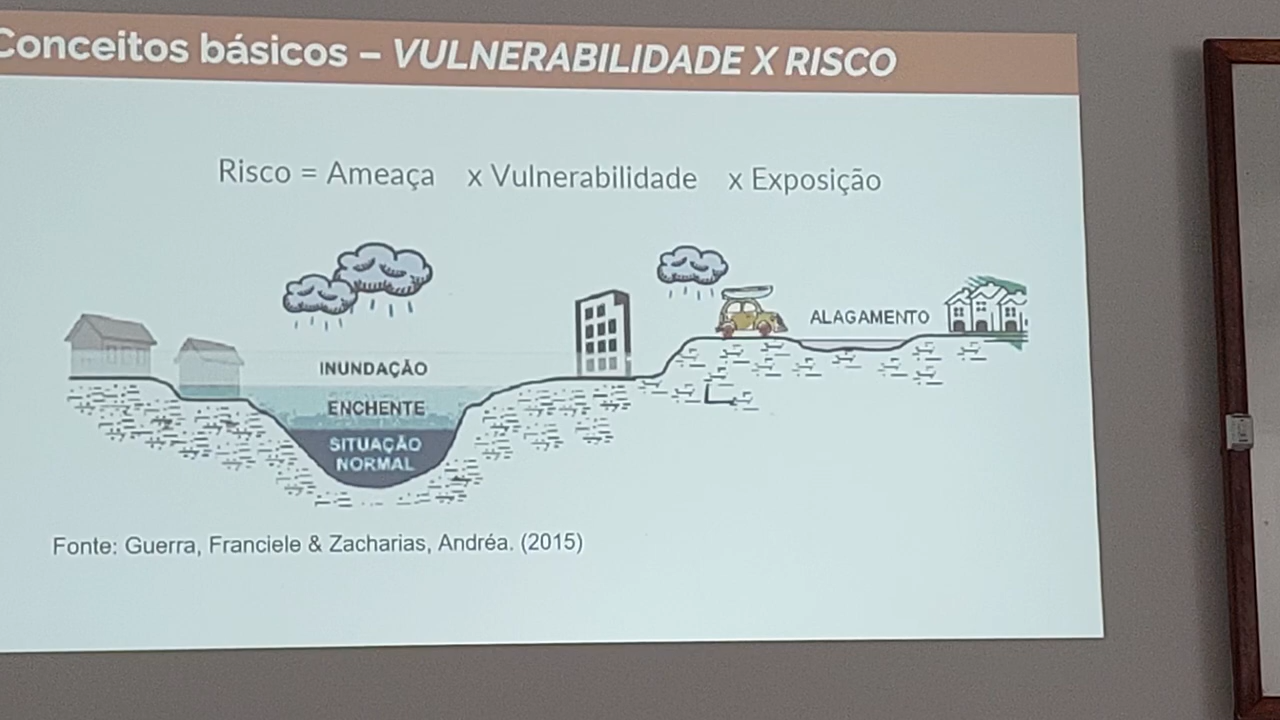 Conceitos básicos – VULNERABILIDADE X RISCO
Risco = Ameaça x Vulnerabilidade x Exposição
ALAGAMENTO
INUNDAÇÃO
ENCHENTE
SITUAÇÃO
NORMAL
Fonte: Guerra, Franciele & Zacharias, Andréa. (2015)